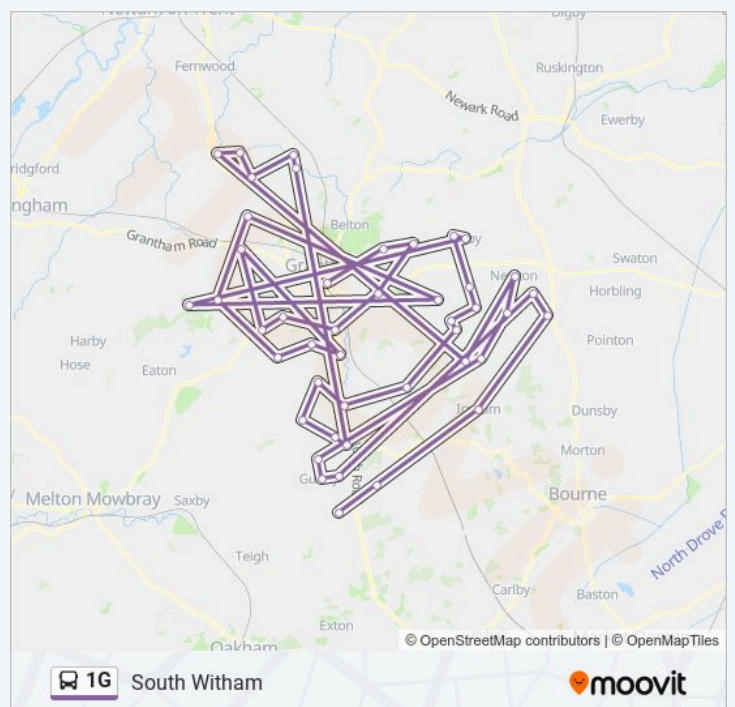 Fernwood
Ruskington
Newark Road
Ewerby
ridgford
ngham
Belton
Grantham Road
Swaton
Horbling
Harby
Hose
Eaton
Pointon
Dunsby
Morton
Melton Mowbray
Saxby
Bourne
North Drove
Teigh
Carlby
Baston
Exton
Oakham
© OpenStreetMap contributors | © OpenMapTiles
1G South Witham
moovit